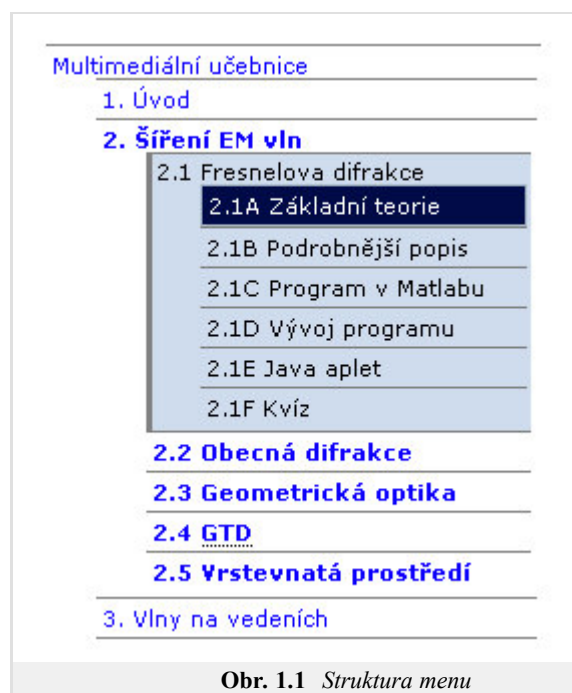 Multimediální učebnice
1. Úvod
2. Šíření EM vln
2.1 Fresnelova difrakce
2.1A Základní teorie
2.1B Podrobnější popis
2.1C Program v Matlabu
2.1D Vývoj programu
2.1E Java aplet
2.1F Kvíz
2.2 Obecná difrakce
2.3 Geometrická optika
2.4 GTD
2.5 Vrstevnatá prostředí
3. Vlny na vedeních
Obr. 1.1 Struktura menu